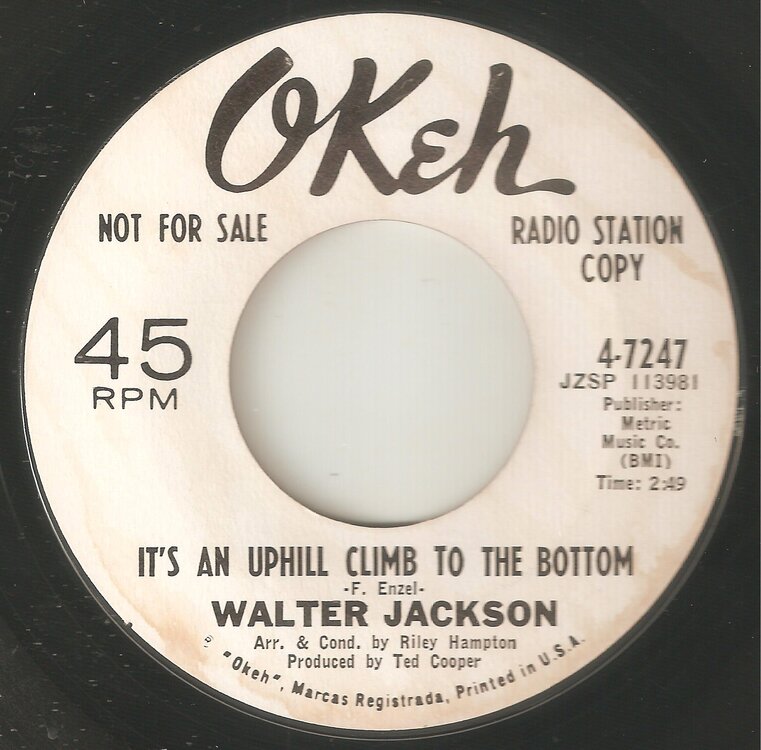 OKeh
NOT FOR SALE
RADIO STATION
COPY
45
RPM
4-7247
JZSP 113981
Publisher:
Metric
Music Co.
(BMI)
Time: 2:49
IT'S AN UPHILL CLIMB TO THE BOTTOM
-F. Enzel-
WALTER JACKSON
Arr. & Cond. by Riley Hampton
Produced by Ted Cooper
"Okeh", Marcas Registrada, Printed in U.S.A.